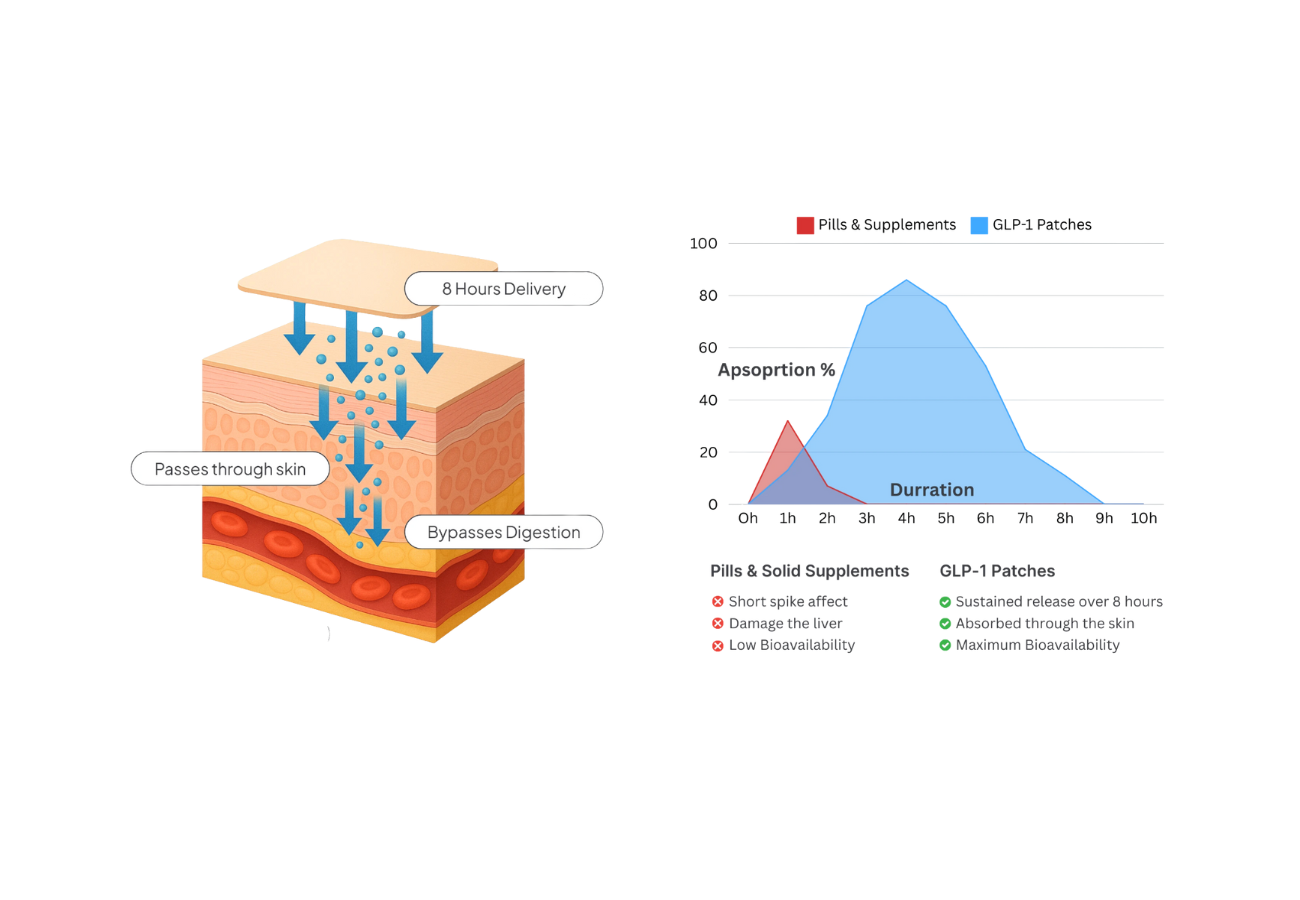 8 Hours Delivery
Passes through skin
Bypasses Digestion
Pills & Supplements GLP-1 Patches
100
80
60
Apsoprtion %
40
20
Durration
0
0h 1h 2h 3h 4h 5h 6h 7h 8h 9h 10h
Pills & Solid Supplements
Short spike affect
Damage the liver
Low Bioavailability
GLP-1 Patches
Sustained release over 8 hours
Absorbed through the skin
Maximum Bioavailability